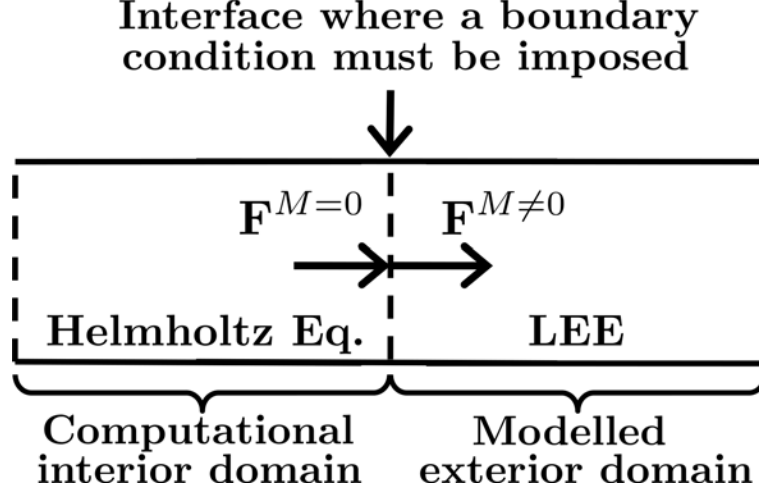 Interface where a boundary
condition must be imposed
F^{M=0} F^{M≠0}
Helmholtz Eq. LEE
Computational Modelled
interior domain exterior domain